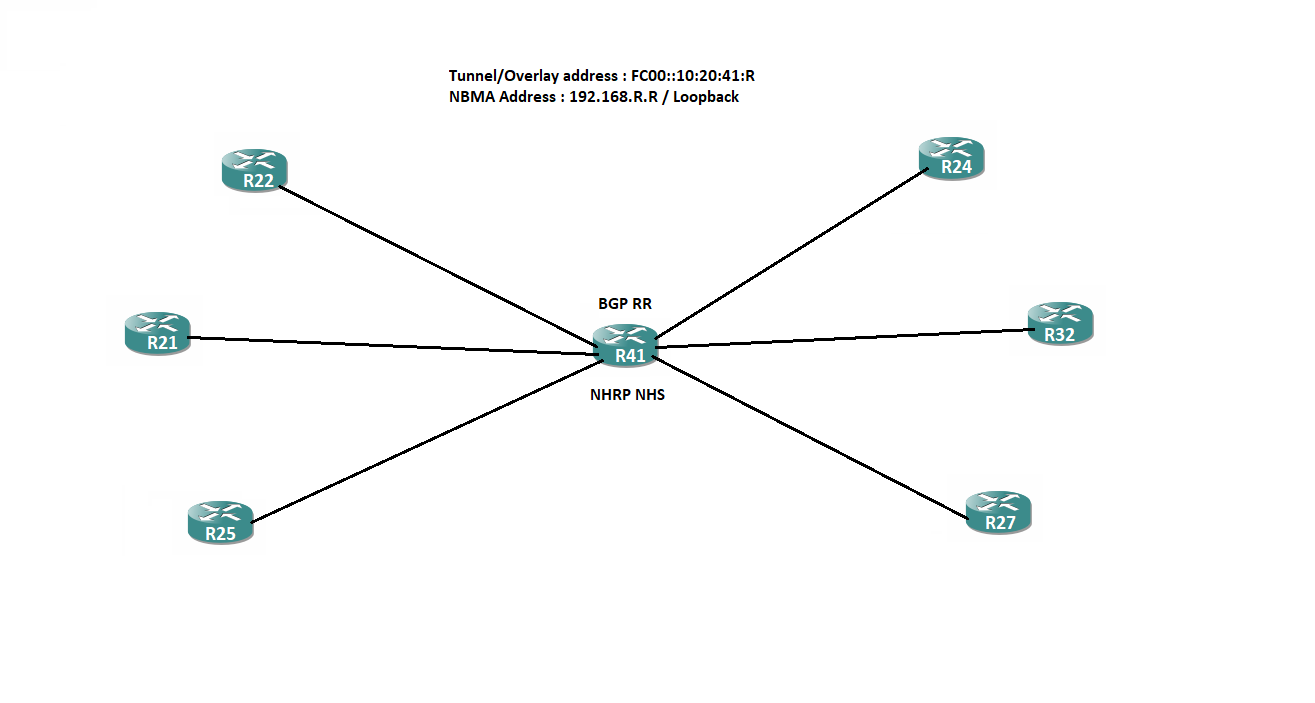 Tunnel/Overlay address : FC00::10:20:41:R
NBMA Address : 192.168.R.R / Loopback
R22
R24
BGP RR
R21
R41
R32
NHRP NHS
R25
R27